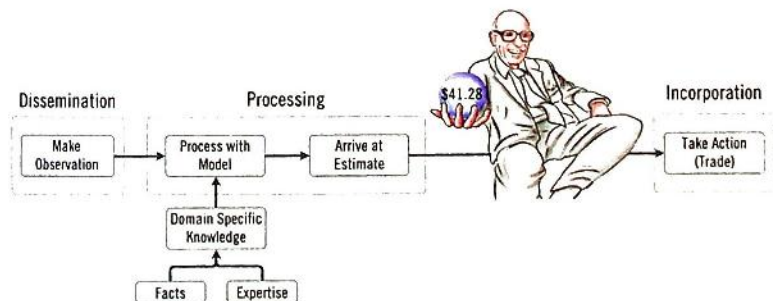 Dissemination
Processing
Incorporation
$41.28
Make
Observation
Process with
Model
Arrive at
Estimate
Take Action
(Trade)
Domain Specific
Knowledge
Facts
Expertise